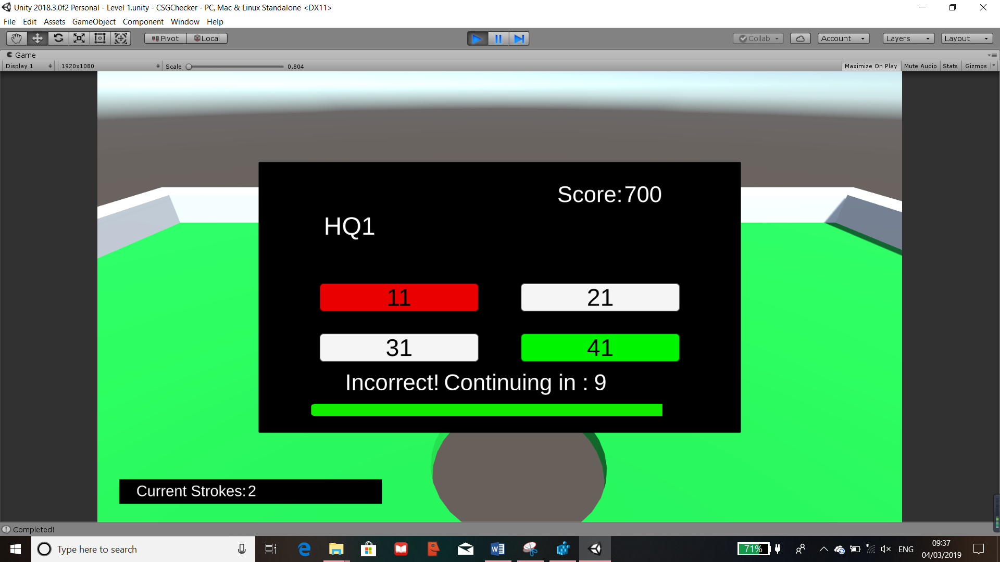 Unity 2018.3.0f2 Personal - Level 1.unity - CSGChecker - PC, Mac & Linux Standalone <DX11>
File Edit Assets GameObject Component Window Help
Pivot Local Collab Account Layers Layout
Game
Display 1 1920x1080 Scale 0.804 Maximize On Play Mute Audio Stats Gizmos
Score: 700
HQ1
11 21
31 41
Incorrect! Continuing in : 9
Current Strokes: 2
Completed!
Type here to search 71% ENG 09:37
04/03/2019